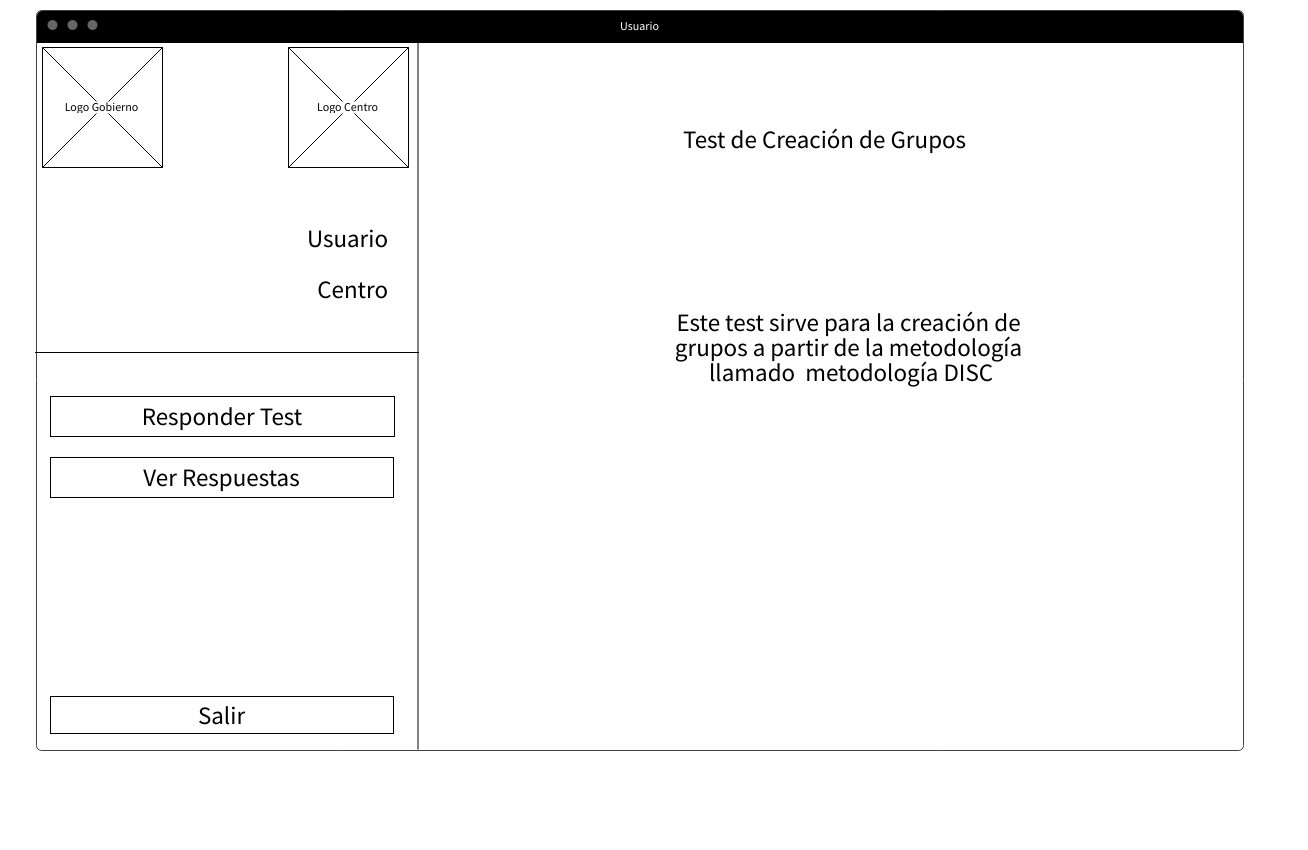 Usuario
Logo Gobierno
Logo Centro
Usuario
Centro
Responder Test
Ver Respuestas
Salir
Test de Creación de Grupos
Este test sirve para la creación de
grupos a partir de la metodología
llamado  metodología DISC